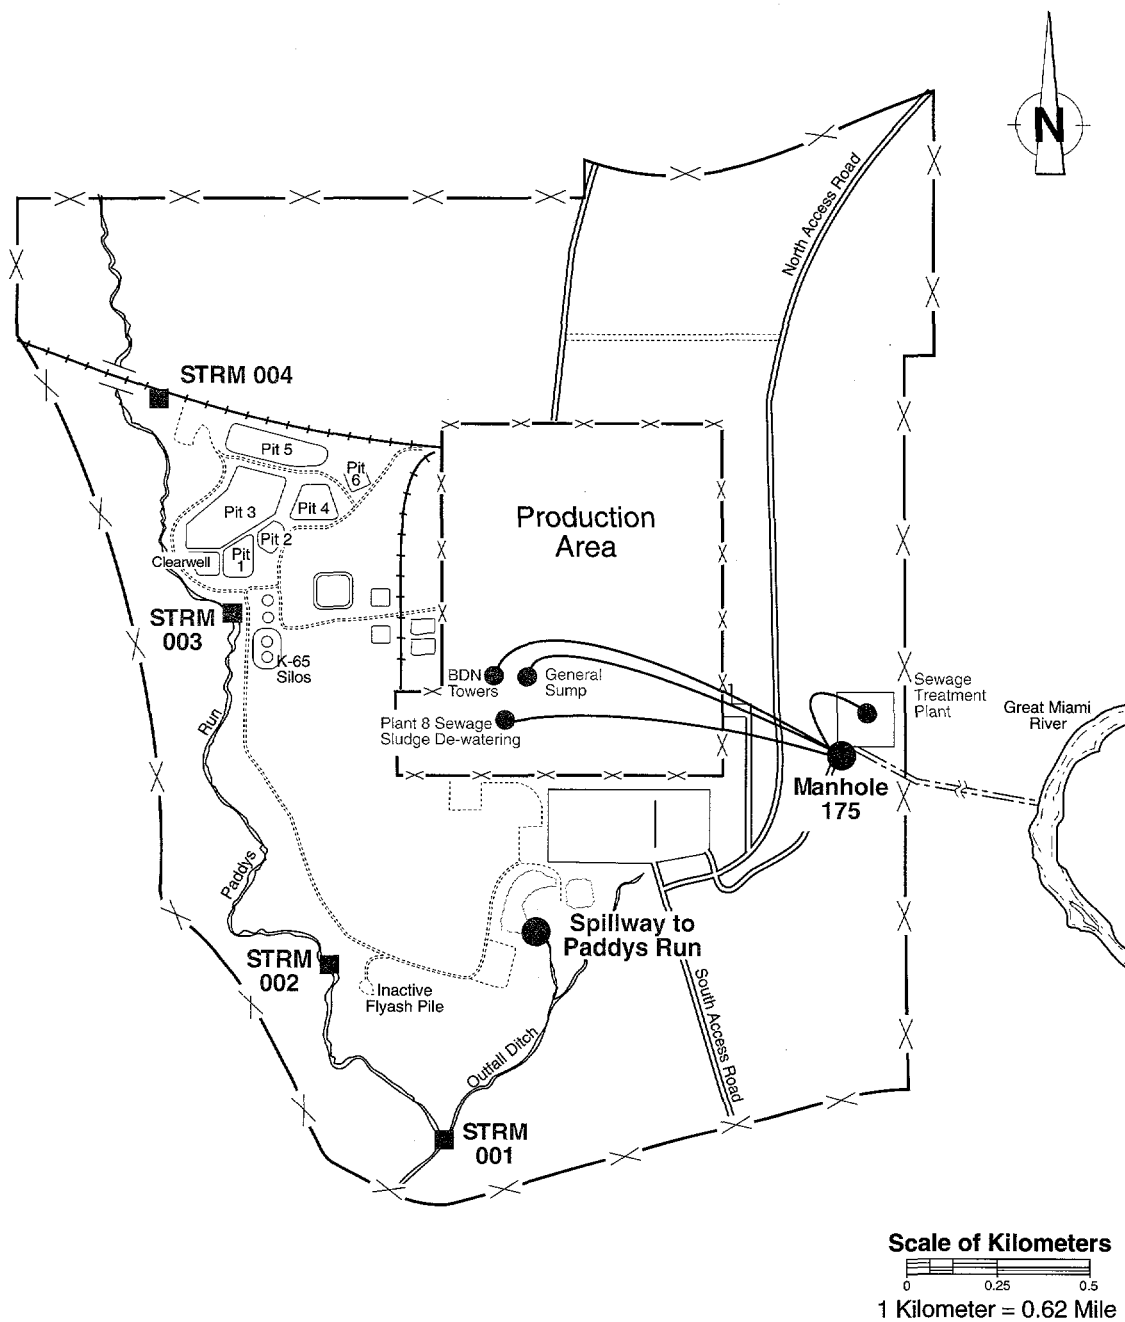 N
North Access Road
STRM 004
Pit 5
Pit
6
Pit 3
Pit 4
Pit 2
Pit
1
Clearwell
Production
Area
STRM
003
K-65
Silos
BDN
Towers
General
Sump
Plant 8 Sewage
Sludge De-watering
Sewage
Treatment
Plant
Great Miami
River
Manhole
175
Run
Paddys
Spillway to
Paddys Run
STRM
002
Inactive
Flyash Pile
South Access Road
Outfall Ditch
STRM
001
Scale of Kilometers
0 0.25 0.5
1 Kilometer = 0.62 Mile